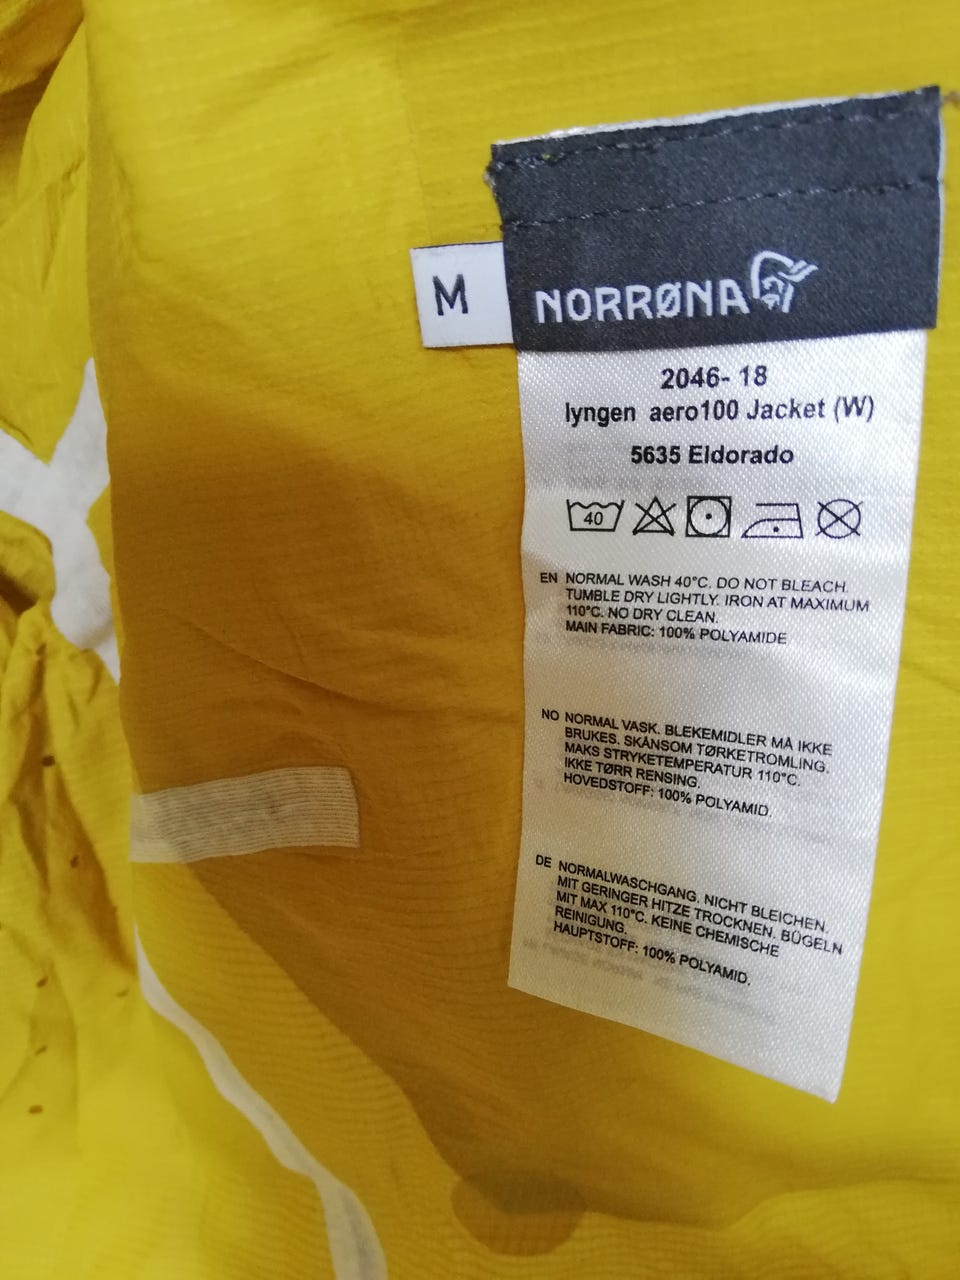 M
NORRØNA
2046- 18
lyngen aero100 Jacket (W)
5635 Eldorado
40
EN NORMAL WASH 40°C. DO NOT BLEACH.
TUMBLE DRY LIGHTLY. IRON AT MAXIMUM
110°C. NO DRY CLEAN.
MAIN FABRIC: 100% POLYAMIDE
NO NORMAL VASK. BLEKEMIDLER MÅ IKKE
BRUKES. SKÅNSOM TØRKETROMLING.
MAKS STRYKETEMPERATUR 110°C.
IKKE TØRR RENSING.
HOVEDSTOFF: 100% POLYAMID.
DE NORMALWASCHGANG. NICHT BLEICHEN.
MIT GERINGER HITZE TROCKNEN. BÜGELN
MIT MAX 110°C. KEINE CHEMISCHE
REINIGUNG.
HAUPTSTOFF: 100% POLYAMID.